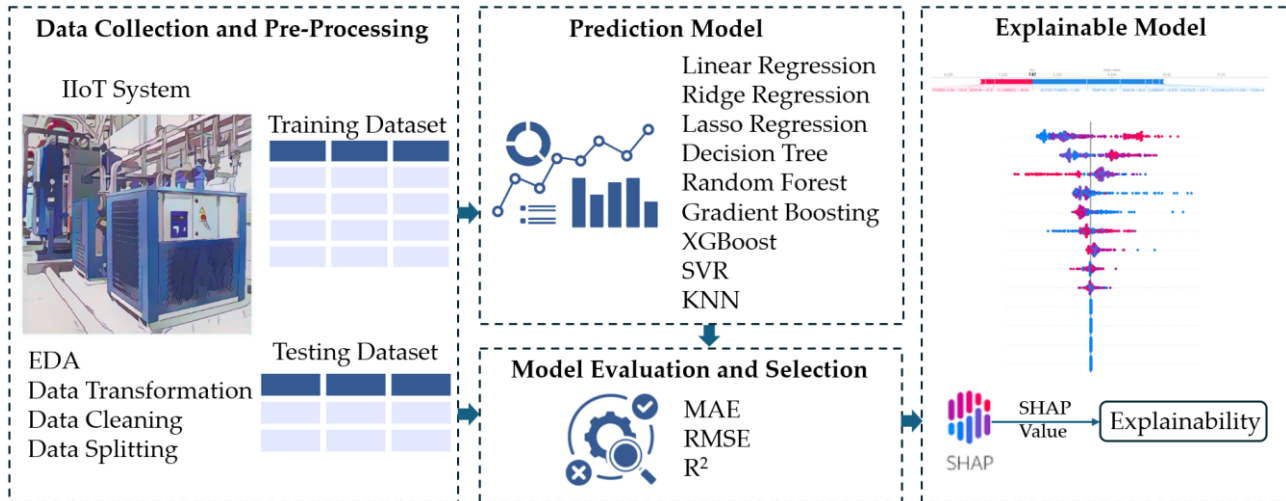 Data Collection and Pre-Processing
IIoT System
Training Dataset
EDA
Data Transformation
Data Cleaning
Data Splitting
Testing Dataset
Prediction Model
Linear Regression
Ridge Regression
Lasso Regression
Decision Tree
Random Forest
Gradient Boosting
XGBoost
SVR
KNN
Model Evaluation and Selection
MAE
RMSE
R²
Explainable Model
SHAP
SHAP
Value
Explainability